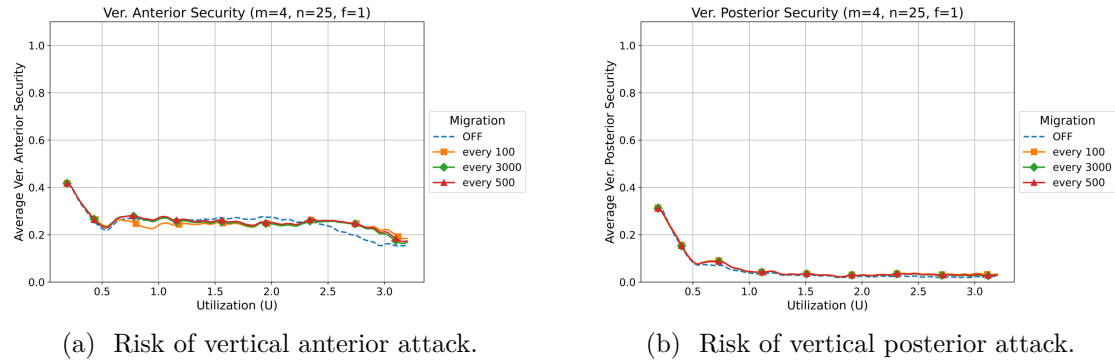 Ver. Anterior Security (m=4, n=25, f=1)
Average Ver. Anterior Security
1.0
0.8
0.6
0.4
0.2
0.0
0.5 1.0 1.5 2.0 2.5 3.0
Utilization (U)
Migration
OFF
every 100
every 3000
every 500
(a) Risk of vertical anterior attack.
Ver. Posterior Security (m=4, n=25, f=1)
Average Ver. Posterior Security
1.0
0.8
0.6
0.4
0.2
0.0
0.5 1.0 1.5 2.0 2.5 3.0
Utilization (U)
Migration
OFF
every 100
every 3000
every 500
(b) Risk of vertical posterior attack.